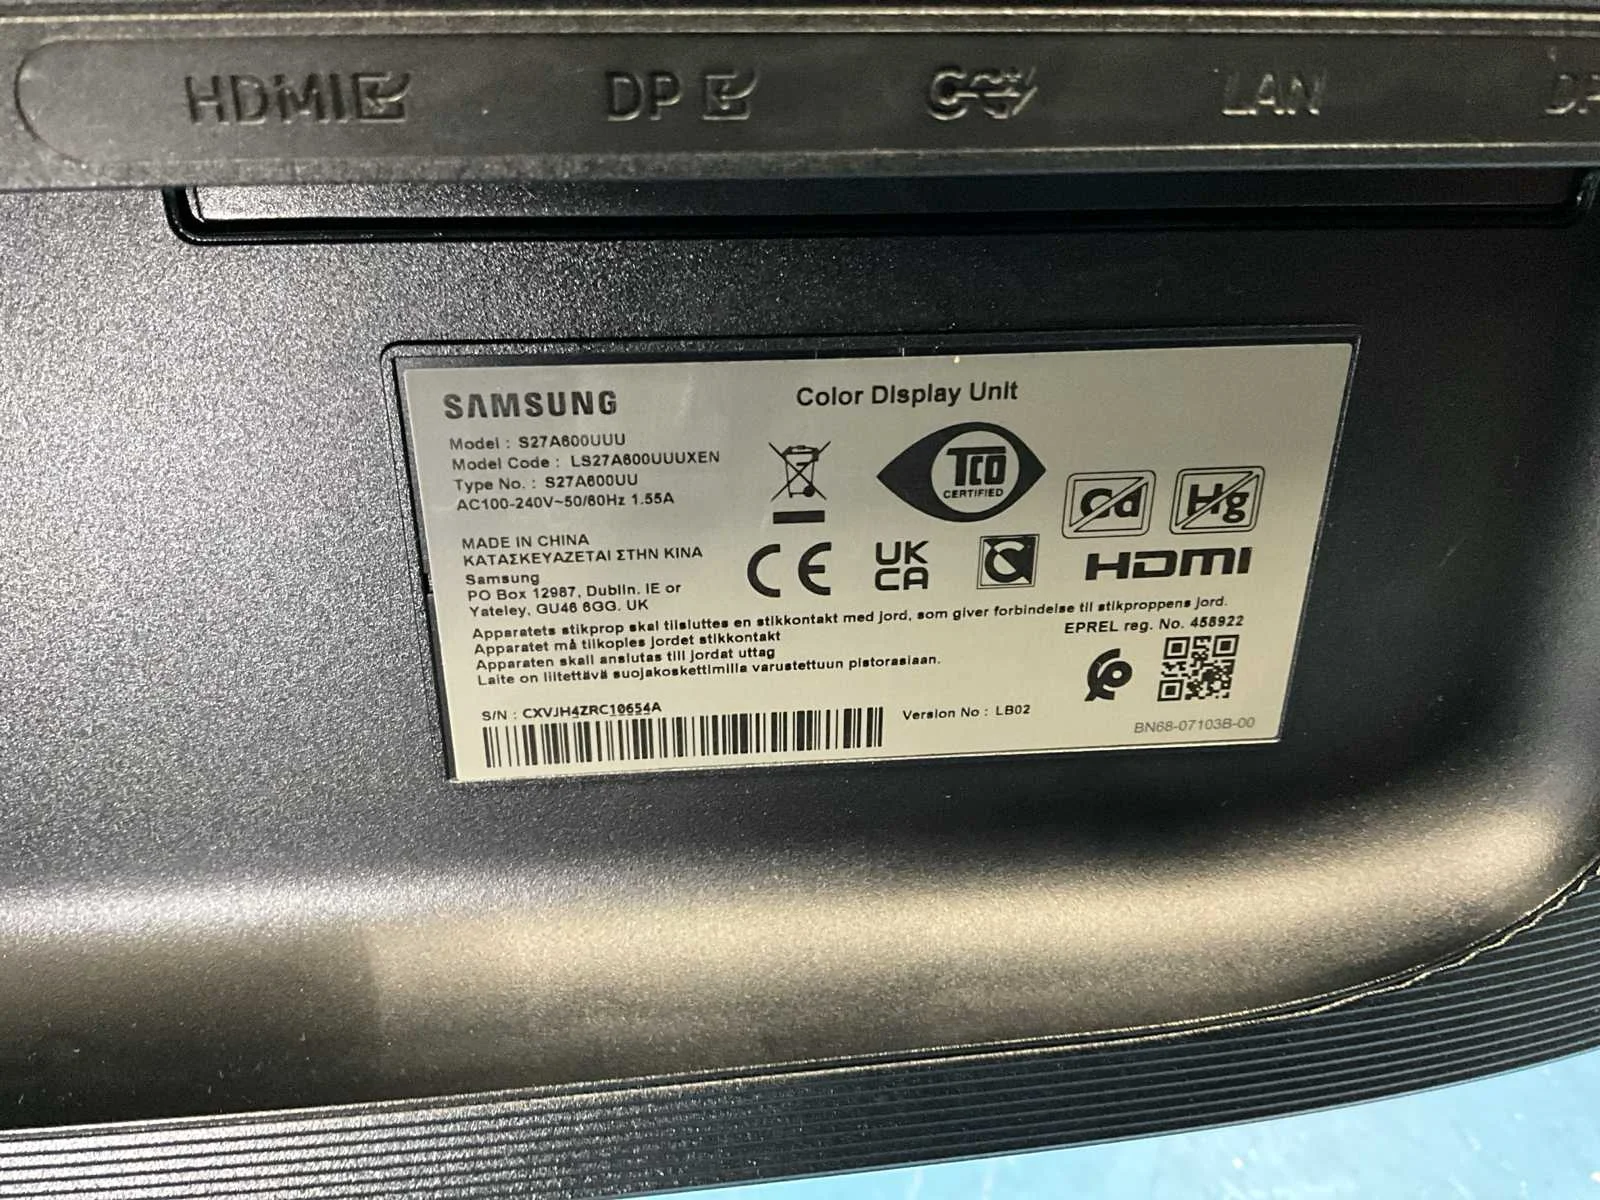 HDMI
DP
LAN
DP
SAMSUNG
Color Display Unit
Model : S27A600UUU
Model Code : LS27A600UUUXEN
Type No. : S27A600UU
AC100-240V~50/60Hz 1.55A
TCO
CERTIFIED
Cd
Hg
MADE IN CHINA
ΚΑΤΑΣΚΕΥΑΖΕΤΑΙ ΣΤΗΝ ΚΙΝΑ
Samsung
PO Box 12987, Dublin. IE or
Yateley, GU46 6GG. UK
CE
UK
CA
HDMI
Apparatets stikprop skal tilsluttes en stikkontakt med jord, som giver forbindelse til stikproppens jord.
Apparatet må tilkoples jordet stikkontakt
Apparaten skall anslutas till jordat uttag
Laite on liitettävä suojakoskettimilla varustettuun pistorasiaan.
EPREL reg. No. 458922
S/N : CXVJH4ZRC10654A
Version No : LB02
BN68-07103B-00